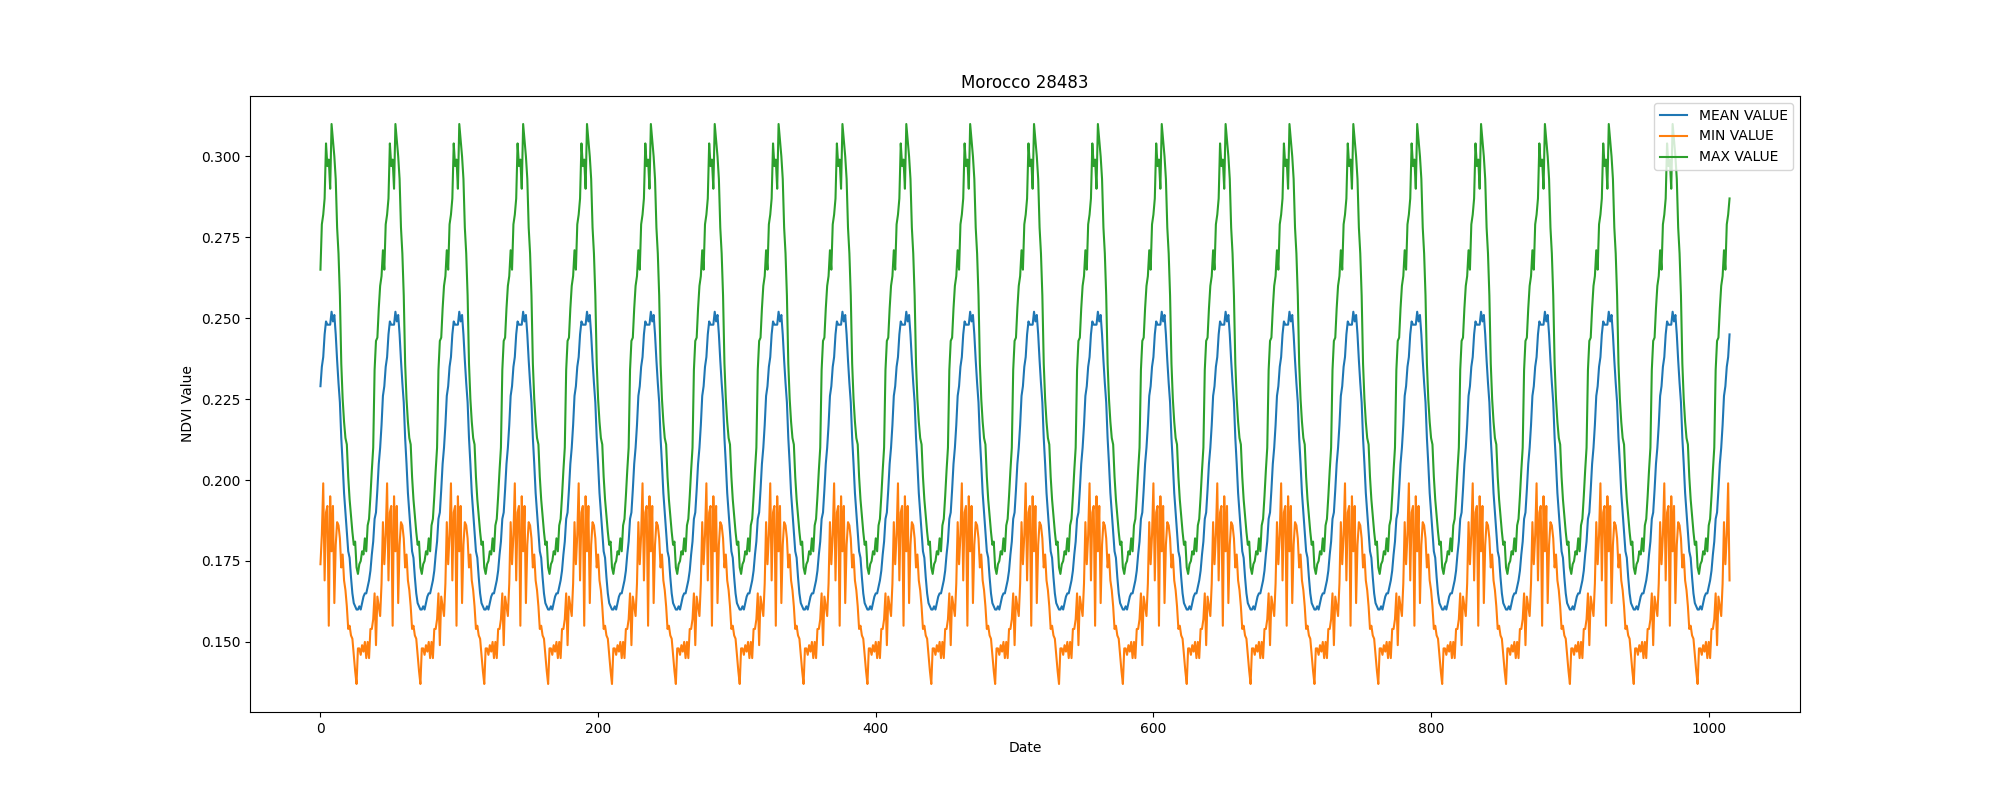 Morocco 28483
MEAN VALUE
MIN VALUE
MAX VALUE
NDVI Value
0.300
0.275
0.250
0.225
0.200
0.175
0.150
0
200
400
600
800
1000
Date